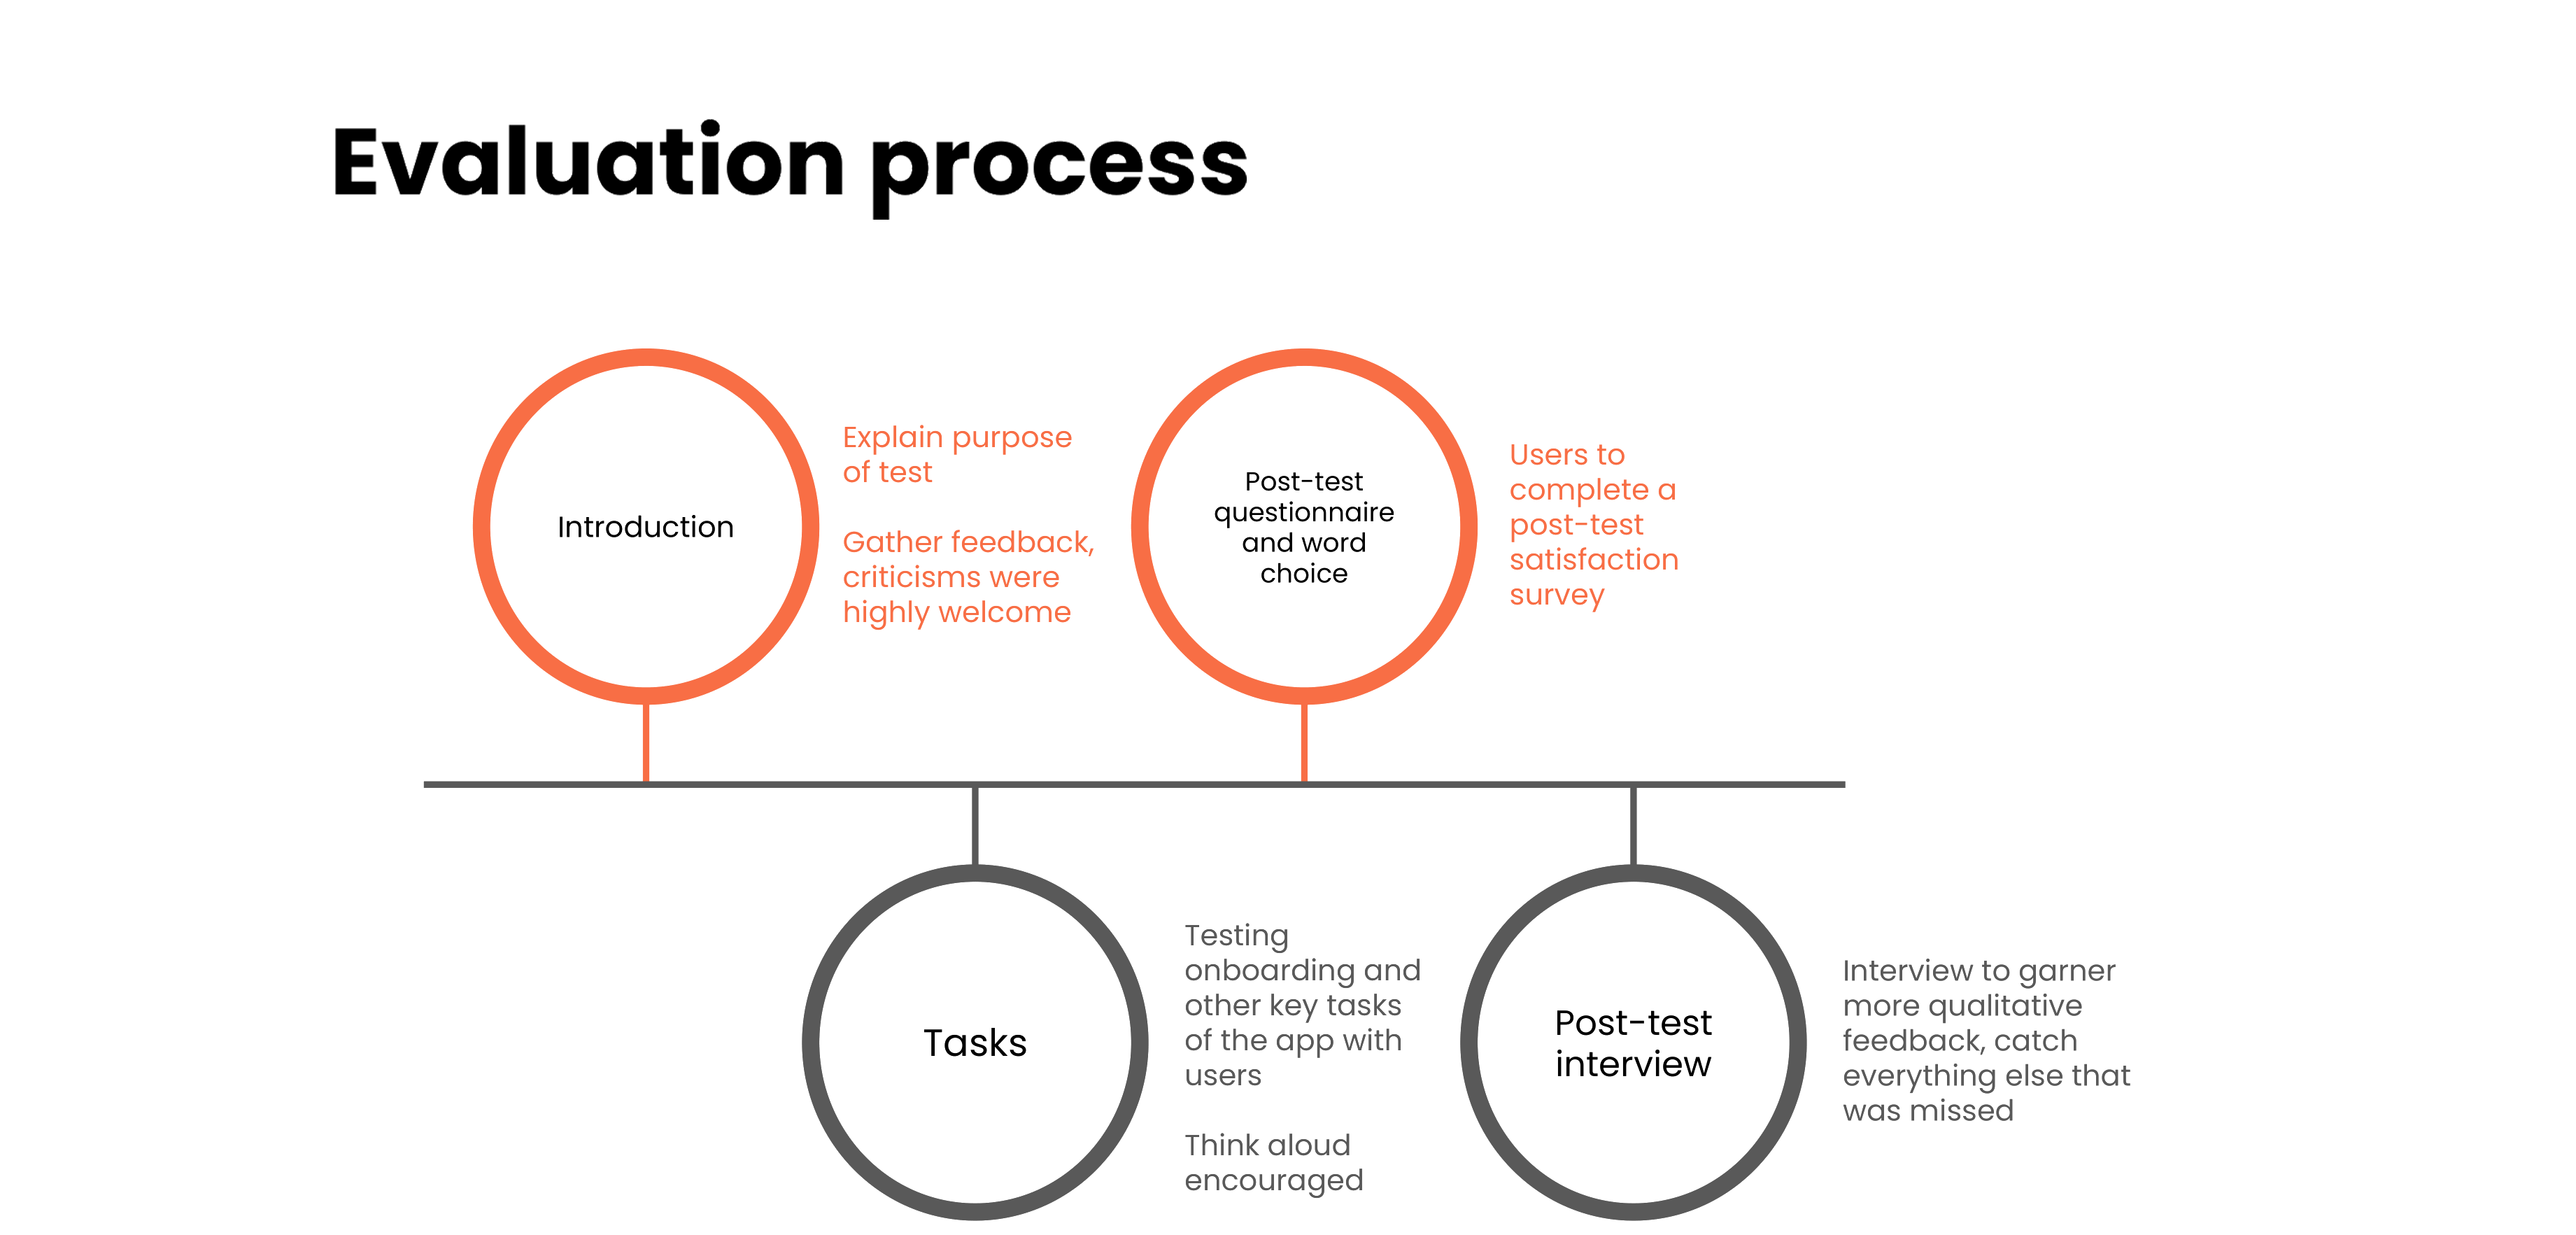 Evaluation process
Introduction
Explain purpose
of test
Gather feedback,
criticisms were
highly welcome
Post-test
questionnaire
and word
choice
Users to
complete a
post-test
satisfaction
survey
Tasks
Testing
onboarding and
other key tasks
of the app with
users
Think aloud
encouraged
Post-test
interview
Interview to garner
more qualitative
feedback, catch
everything else that
was missed